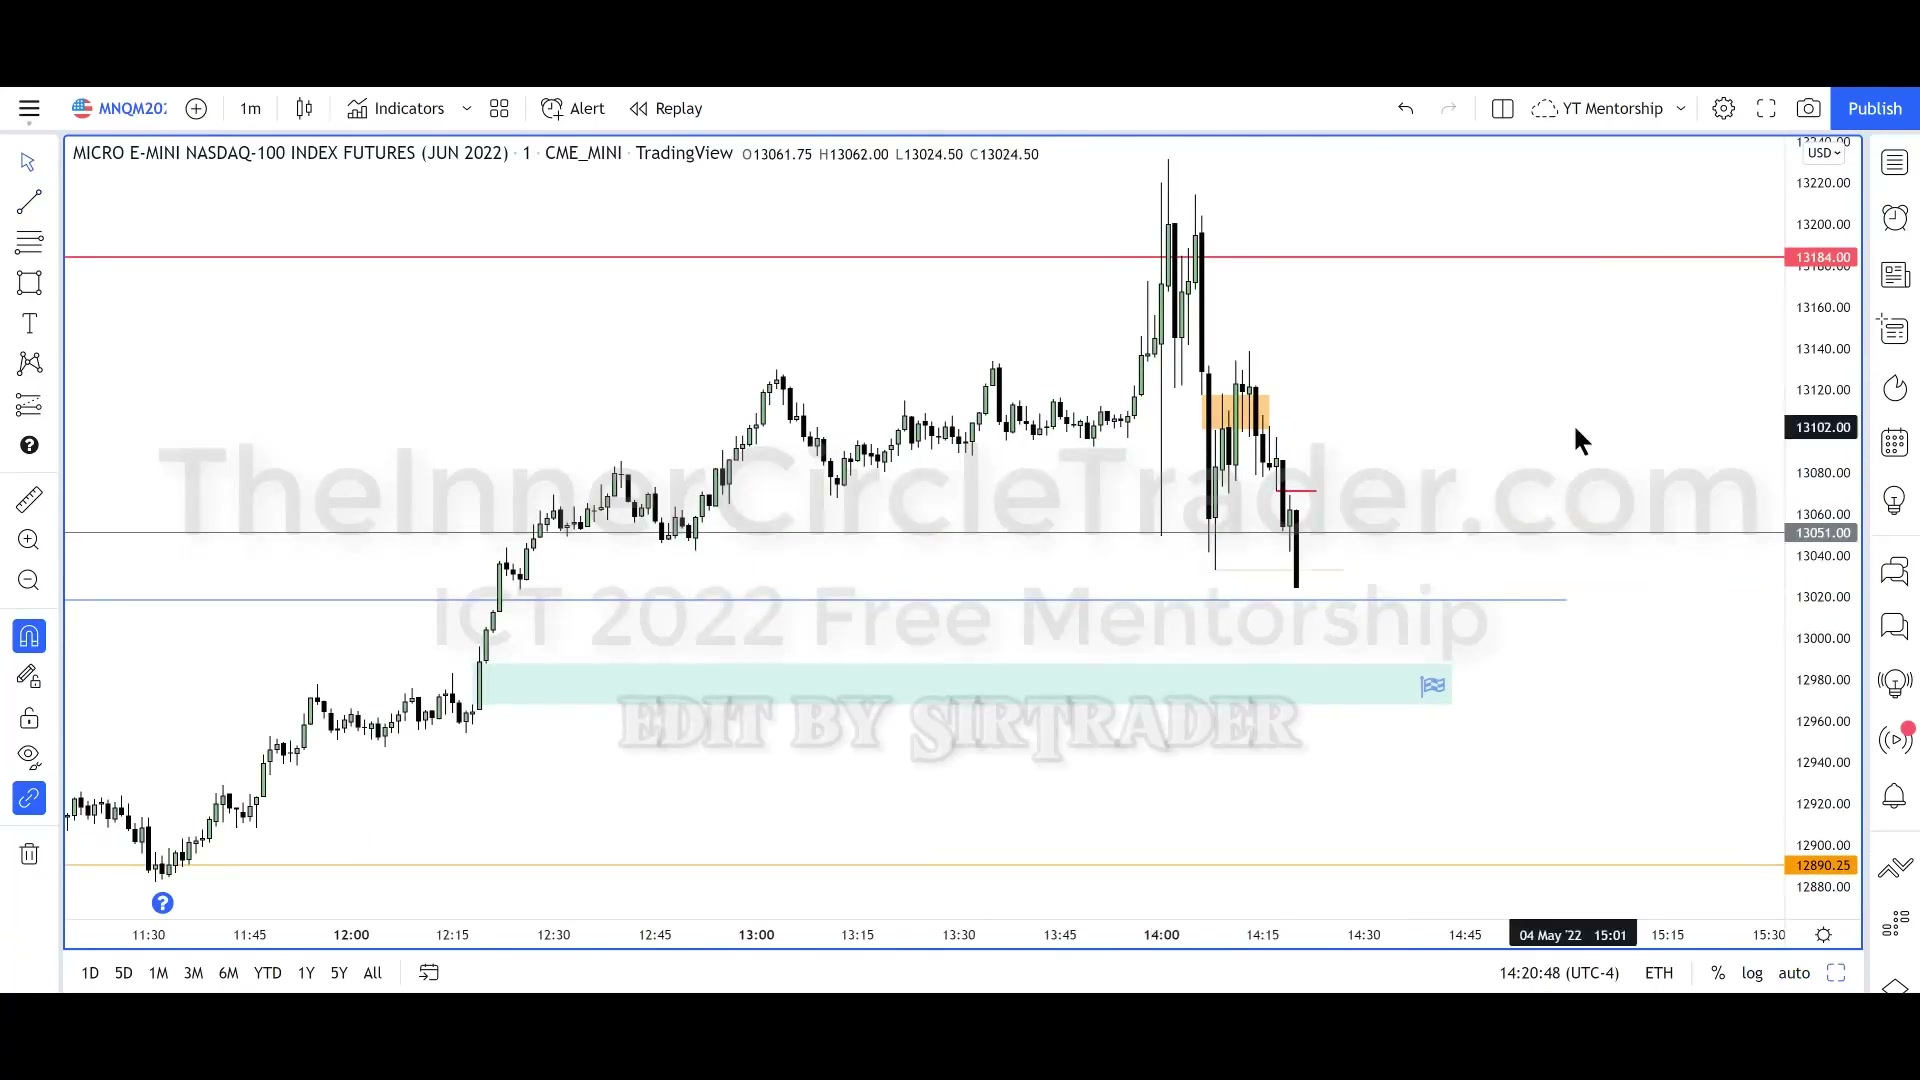 MNQM202 1m Indicators Alert Replay YT Mentorship Publish
MICRO E-MINI NASDAQ-100 INDEX FUTURES (JUN 2022) · 1 · CME_MINI · TradingView O13061.75 H13062.00 L13024.50 C13024.50
USD
13220.00
13200.00
13184.00
13180.00
13160.00
13140.00
13120.00
13102.00
13080.00
13060.00
13051.00
13040.00
13020.00
13000.00
12980.00
12960.00
12940.00
12920.00
12900.00
12890.25
12880.00
TheInnerCircleTrader.com
ICT 2022 Free Mentorship
EDIT BY SIRTRADER
11:30 11:45 12:00 12:15 12:30 12:45 13:00 13:15 13:30 13:45 14:00 14:15 14:30 14:45 04 May '22 15:01 15:15 15:30
1D 5D 1M 3M 6M YTD 1Y 5Y All 14:20:48 (UTC-4) ETH % log auto